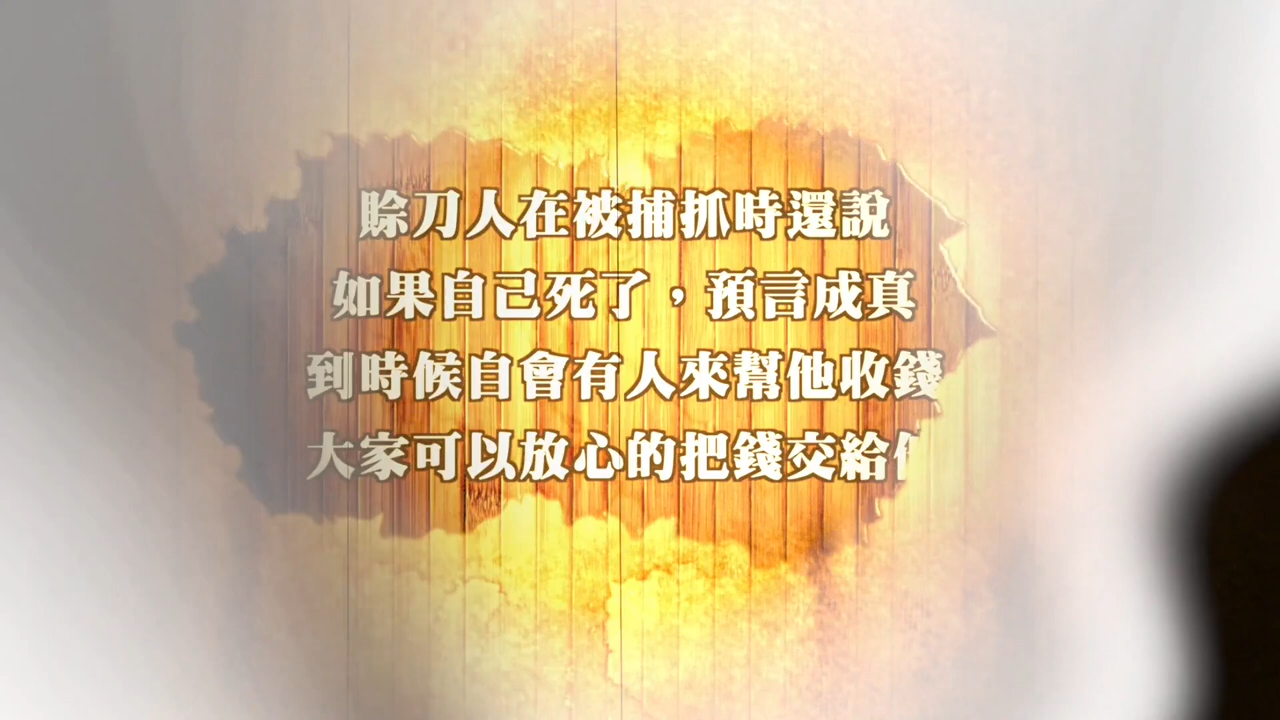 賒刀人在被捕抓時還說
如果自己死了，預言成真
到時候自會有人來幫他收錢
大家可以放心的把錢交給